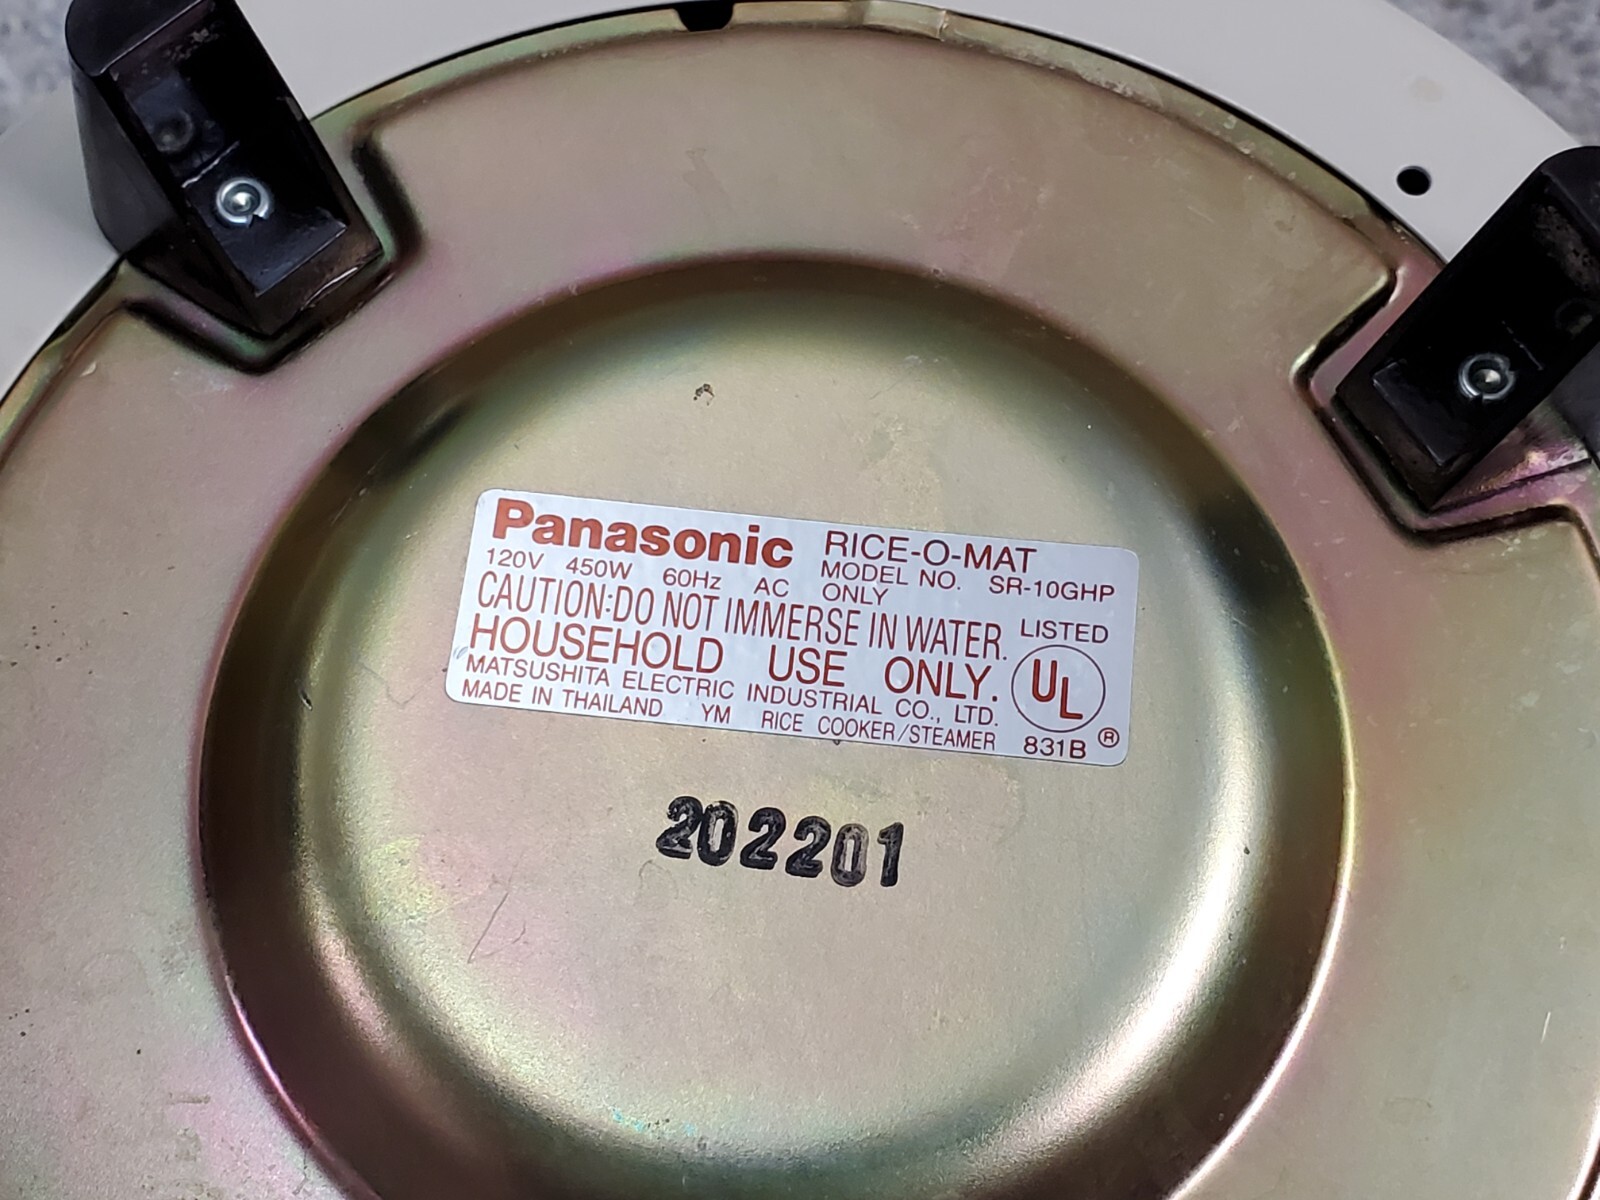 Panasonic RICE-O-MAT
120V 450W 60Hz AC ONLY MODEL NO. SR-10GHP
CAUTION:DO NOT IMMERSE IN WATER.
HOUSEHOLD USE ONLY.
MATSUSHITA ELECTRIC INDUSTRIAL CO., LTD.
MADE IN THAILAND YM RICE COOKER/STEAMER
LISTED
UL
831B ®
202201